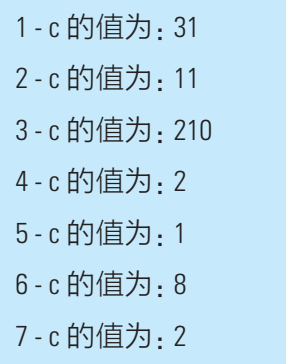 1 - c 的值为：31
2 - c 的值为：11
3 - c 的值为：210
4 - c 的值为：2
5 - c 的值为：1
6 - c 的值为：8
7 - c 的值为：2